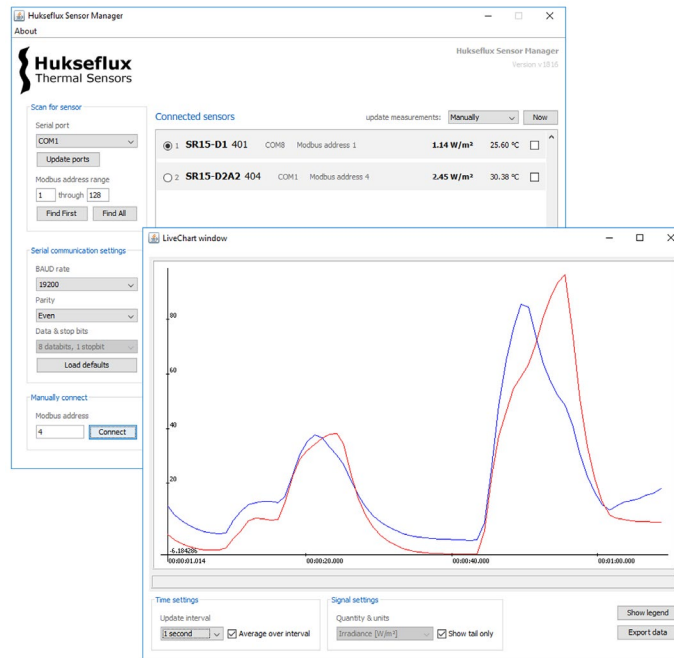 Hukseflux Sensor Manager
About
Hukseflux
Thermal Sensors
Hukseflux Sensor Manager
Version v1816
Scan for sensor
Serial port
COM1
Update ports
Modbus address range
1 through 128
Find First Find All
Connected sensors
update measurements: Manually Now
1 SR15-D1 401 COM8 Modbus address 1 1.14 W/m² 25.60 ºC
2 SR15-D2A2 404 COM1 Modbus address 4 2.45 W/m² 30.38 ºC
Serial communication settings
BAUD rate
19200
Parity
Even
Data & stop bits
8 databits, 1 stopbit
Load defaults
Manually connect
Modbus address
4 Connect
LiveChart window
80
60
40
20
-6.184286
00:00:01.014 00:00:20.000 00:00:40.000 00:01:00.000
Time settings
Update interval
1 second Average over interval
Signal settings
Quantity & units
Irradiance [W/m²] Show tail only
Show legend
Export data